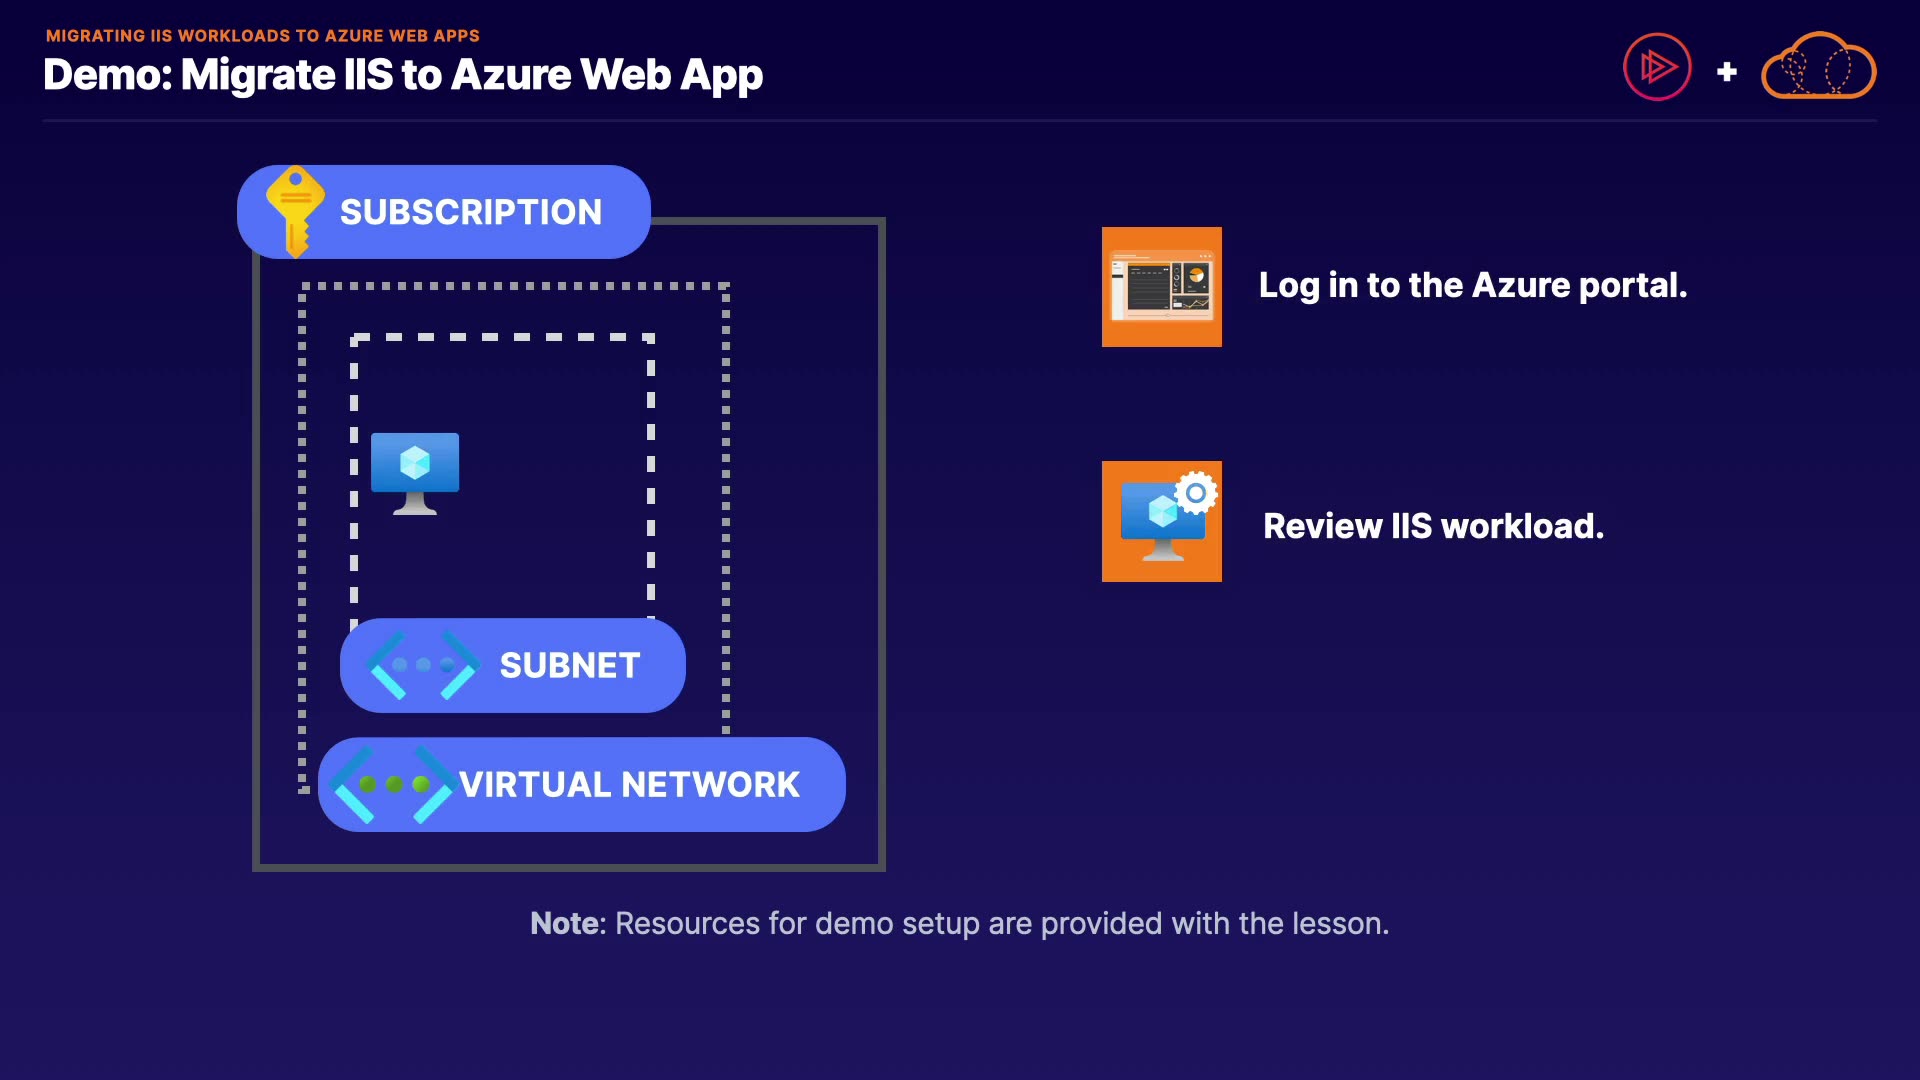 MIGRATING IIS WORKLOADS TO AZURE WEB APPS
Demo: Migrate IIS to Azure Web App
SUBSCRIPTION
Log in to the Azure portal.
Review IIS workload.
SUBNET
VIRTUAL NETWORK
Note: Resources for demo setup are provided with the lesson.